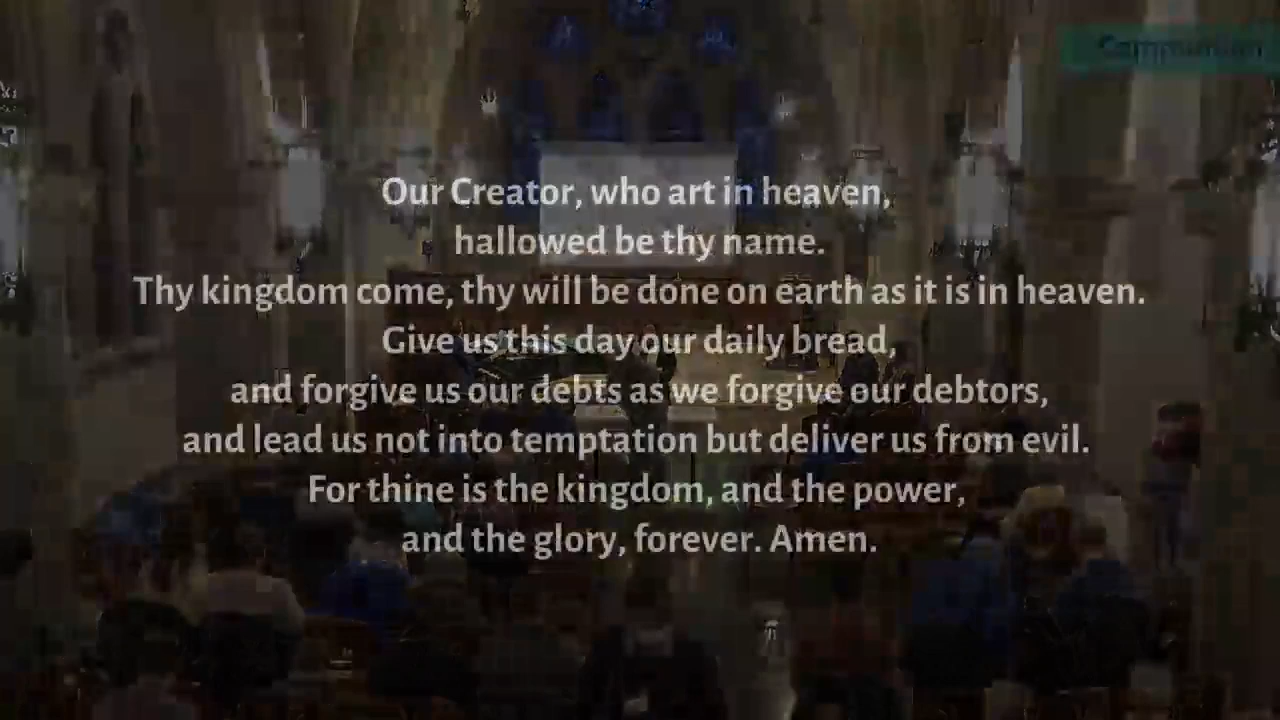 Communion
Our Creator, who art in heaven,
hallowed be thy name.
Thy kingdom come, thy will be done on earth as it is in heaven.
Give us this day our daily bread,
and forgive us our debts as we forgive our debtors,
and lead us not into temptation but deliver us from evil.
For thine is the kingdom, and the power,
and the glory, forever. Amen.